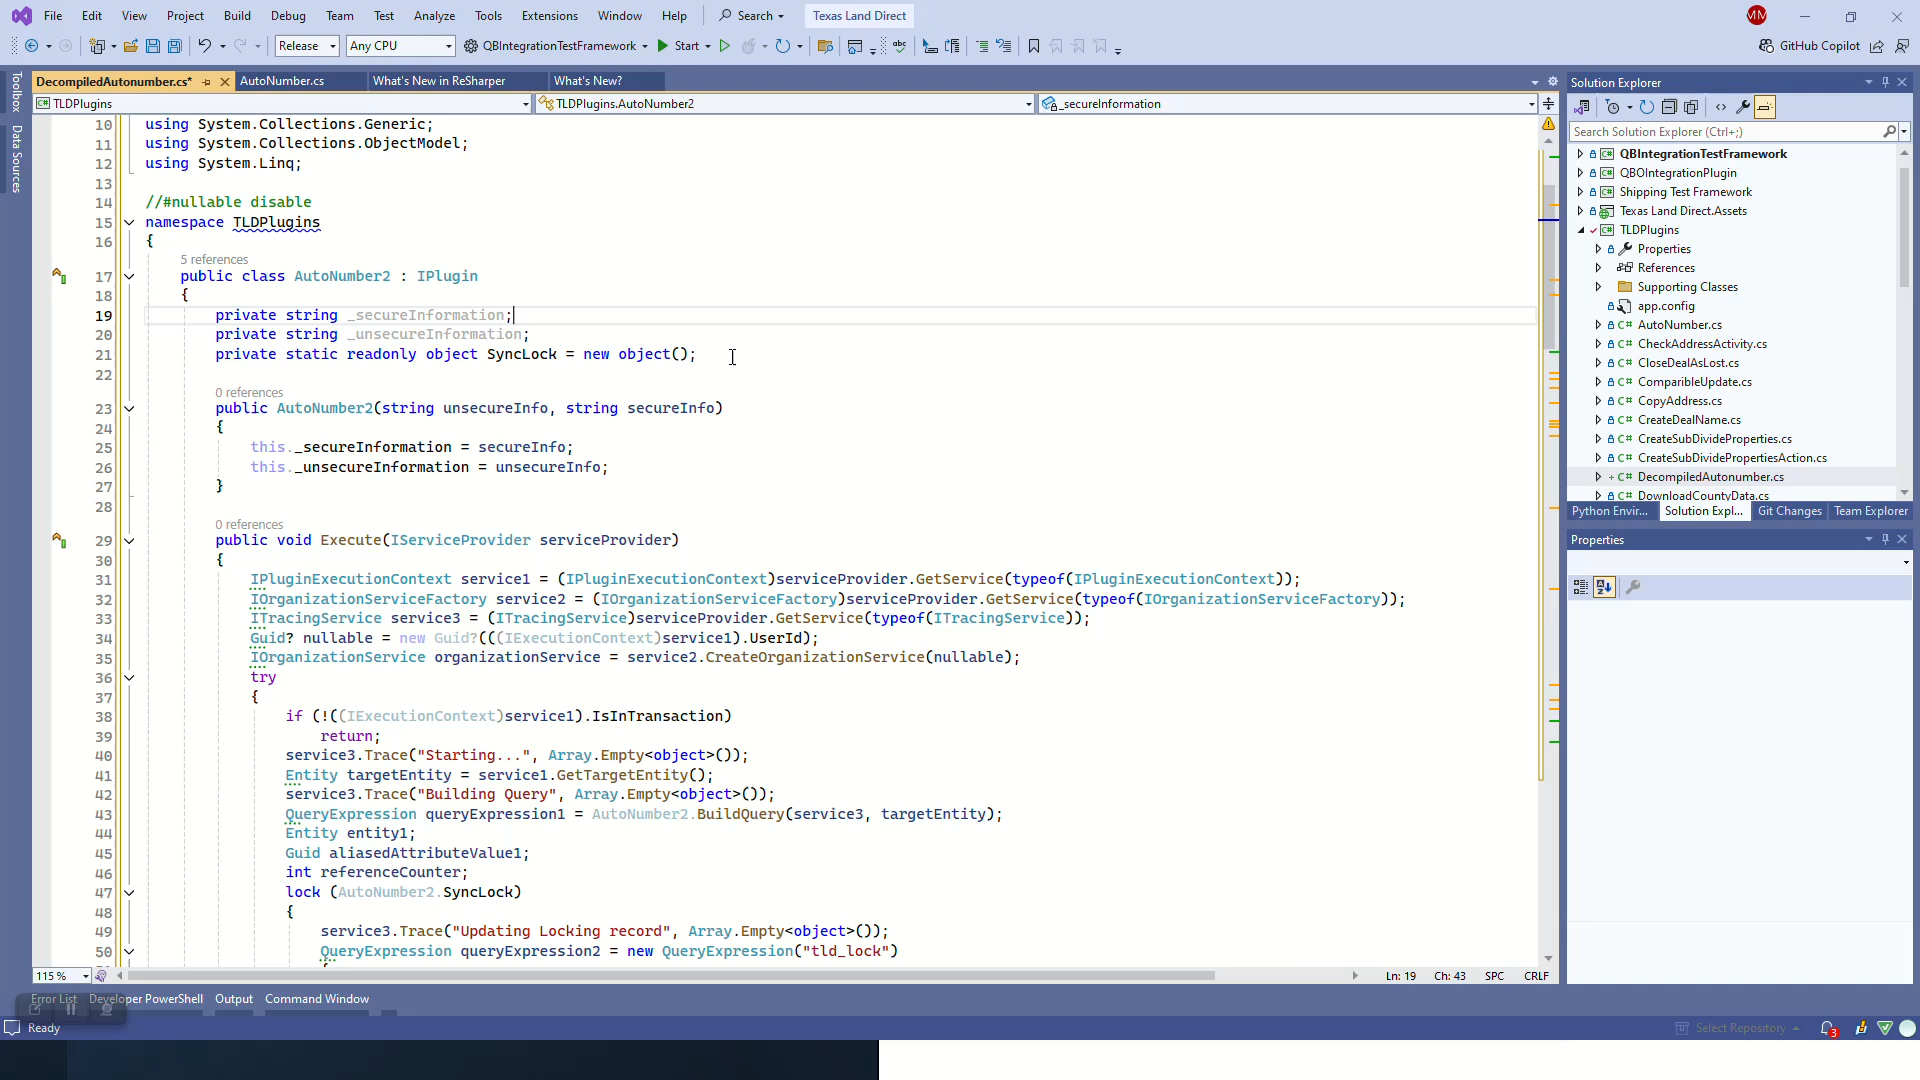 File Edit View Project Build Debug Team Test Analyze Tools Extensions Window Help Search Texas Land Direct MM
Release Any CPU QBIntegrationTestFramework Start abc GitHub Copilot
DecompiledAutonumber.cs* AutoNumber.cs What's New in ReSharper What's New?
TLDPlugins TLDPlugins.AutoNumber2 _secureInformation
Toolbox
Data Sources
10 using System.Collections.Generic;
11 using System.Collections.ObjectModel;
12 using System.Linq;
13
14 //#nullable disable
15 namespace TLDPlugins
16 {
5 references
17 public class AutoNumber2 : IPlugin
18 {
19 private string _secureInformation;
20 private string _unsecureInformation;
21 private static readonly object SyncLock = new object();
22
0 references
23 public AutoNumber2(string unsecureInfo, string secureInfo)
24 {
25 this._secureInformation = secureInfo;
26 this._unsecureInformation = unsecureInfo;
27 }
28
0 references
29 public void Execute(IServiceProvider serviceProvider)
30 {
31 IPluginExecutionContext service1 = (IPluginExecutionContext)serviceProvider.GetService(typeof(IPluginExecutionContext));
32 IOrganizationServiceFactory service2 = (IOrganizationServiceFactory)serviceProvider.GetService(typeof(IOrganizationServiceFactory));
33 ITracingService service3 = (ITracingService)serviceProvider.GetService(typeof(ITracingService));
34 Guid? nullable = new Guid?(((IExecutionContext)service1).UserId);
35 IOrganizationService organizationService = service2.CreateOrganizationService(nullable);
36 try
37 {
38 if (!((IExecutionContext)service1).IsInTransaction)
39 return;
40 service3.Trace("Starting...", Array.Empty<object>());
41 Entity targetEntity = service1.GetTargetEntity();
42 service3.Trace("Building Query", Array.Empty<object>());
43 QueryExpression queryExpression1 = AutoNumber2.BuildQuery(service3, targetEntity);
44 Entity entity1;
45 Guid aliasedAttributeValue1;
46 int referenceCounter;
47 lock (AutoNumber2.SyncLock)
48 {
49 service3.Trace("Updating Locking record", Array.Empty<object>());
50 QueryExpression queryExpression2 = new QueryExpression("tld_lock")
115 % Ln: 19 Ch: 43 SPC CRLF
Solution Explorer
Search Solution Explorer (Ctrl+;)
C# QBIntegrationTestFramework
C# QBOIntegrationPlugin
C# Shipping Test Framework
Texas Land Direct.Assets
C# TLDPlugins
Properties
References
Supporting Classes
app.config
C# AutoNumber.cs
C# CheckAddressActivity.cs
C# CloseDealAsLost.cs
C# ComparibleUpdate.cs
C# CopyAddress.cs
C# CreateDealName.cs
C# CreateSubDivideProperties.cs
C# CreateSubDividePropertiesAction.cs
C# DecompiledAutonumber.cs
C# DownloadCountyData.cs
Python Envir... Solution Expl... Git Changes Team Explorer
Properties
Error List Developer PowerShell Output Command Window
Ready Select Repository 3